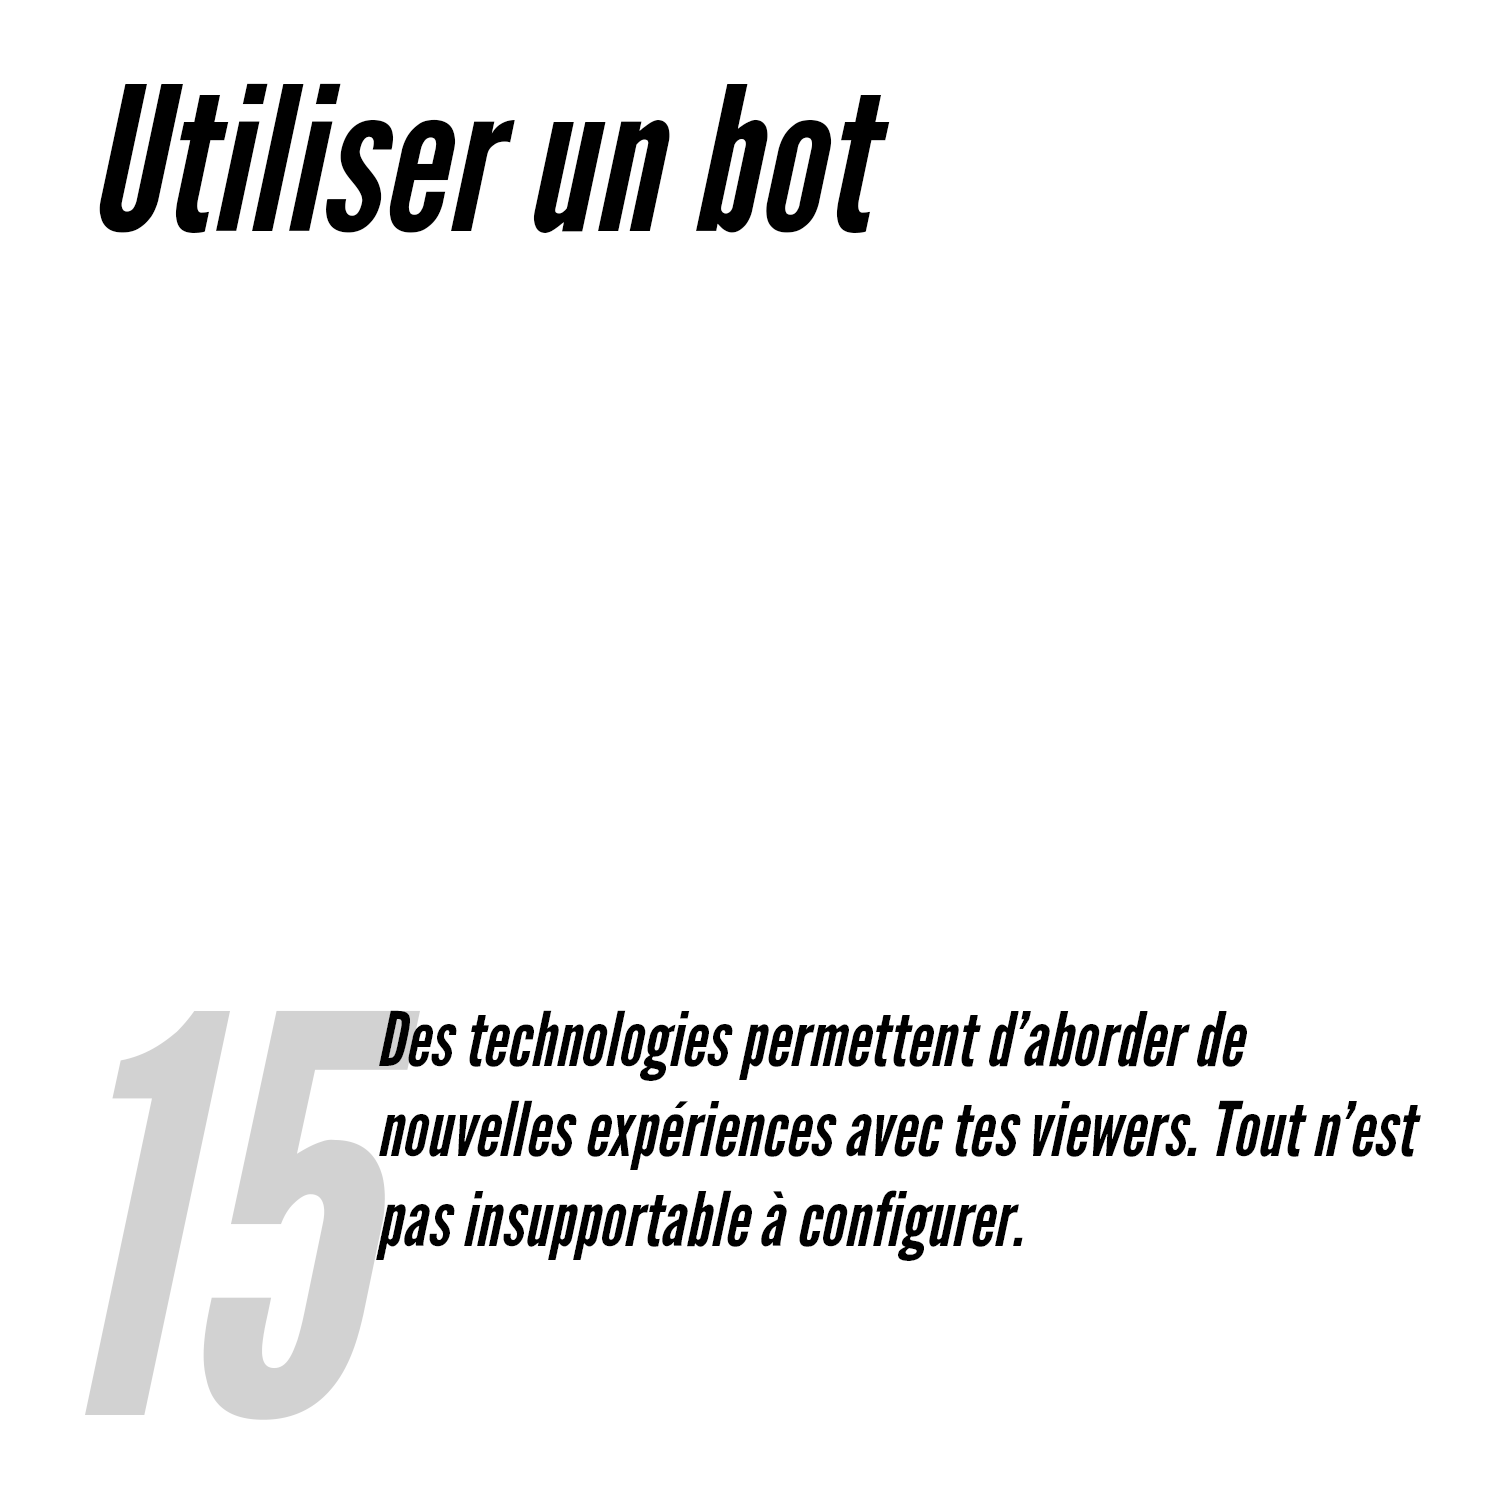 Utiliser un bot
15
Des technologies permettent d’aborder de
nouvelles expériences avec tes viewers. Tout n’est
pas insupportable à configurer.